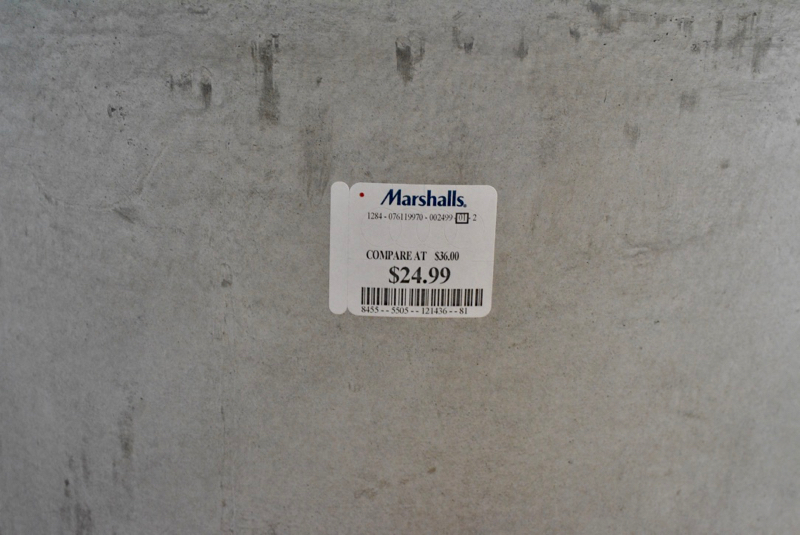 Marshalls.
1284 - 076119970 - 002499 - 01 - 2
COMPARE AT $36.00
$24.99
8455 - - 5505 - - 121436 - - 81